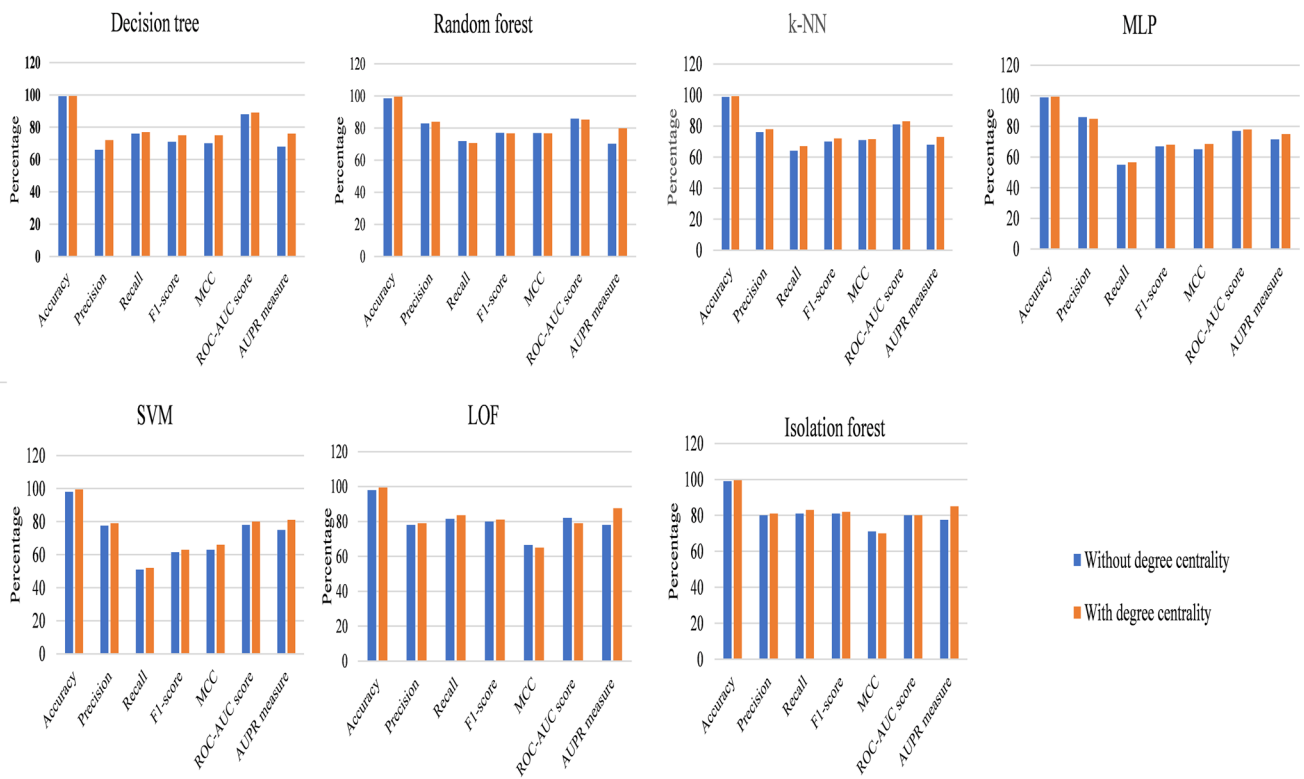 Decision tree
120
100
80
60
40
20
0
Percentage
Accuracy
Precision
Recall
F1-score
MCC
ROC-AUC score
AUPR measure
Random forest
120
100
80
60
40
20
0
Percentage
Accuracy
Precision
Recall
F1-score
MCC
ROC-AUC score
AUPR measure
k-NN
120
100
80
60
40
20
0
Percentage
Accuracy
Precision
Recall
F1-score
MCC
ROC-AUC score
AUPR measure
MLP
120
100
80
60
40
20
0
Percentage
Accuracy
Precision
Recall
F1-score
MCC
ROC-AUC score
AUPR measure
SVM
120
100
80
60
40
20
0
Percentage
Accuracy
Precision
Recall
F1-score
MCC
ROC-AUC score
AUPR measure
LOF
120
100
80
60
40
20
0
Percentage
Accuracy
Precision
Recall
F1-score
MCC
ROC-AUC score
AUPR measure
Isolation forest
120
100
80
60
40
20
0
Percentage
Accuracy
Precision
Recall
F1-score
MCC
ROC-AUC score
AUPR measure
Without degree centrality
With degree centrality